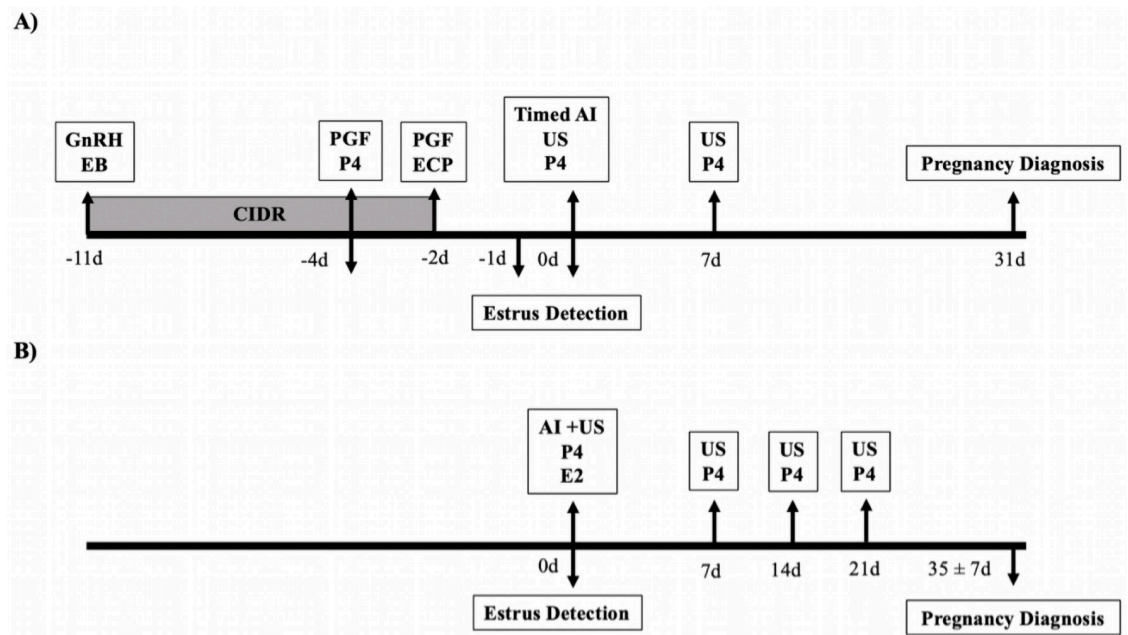 A)
GnRH
EB
PGF
P4
PGF
ECP
Timed AI
US
P4
US
P4
Pregnancy Diagnosis
CIDR
-11d
-4d
-2d
-1d
0d
7d
31d
Estrus Detection
B)
AI +US
P4
E2
US
P4
US
P4
US
P4
0d
7d
14d
21d
35 ± 7d
Estrus Detection
Pregnancy Diagnosis